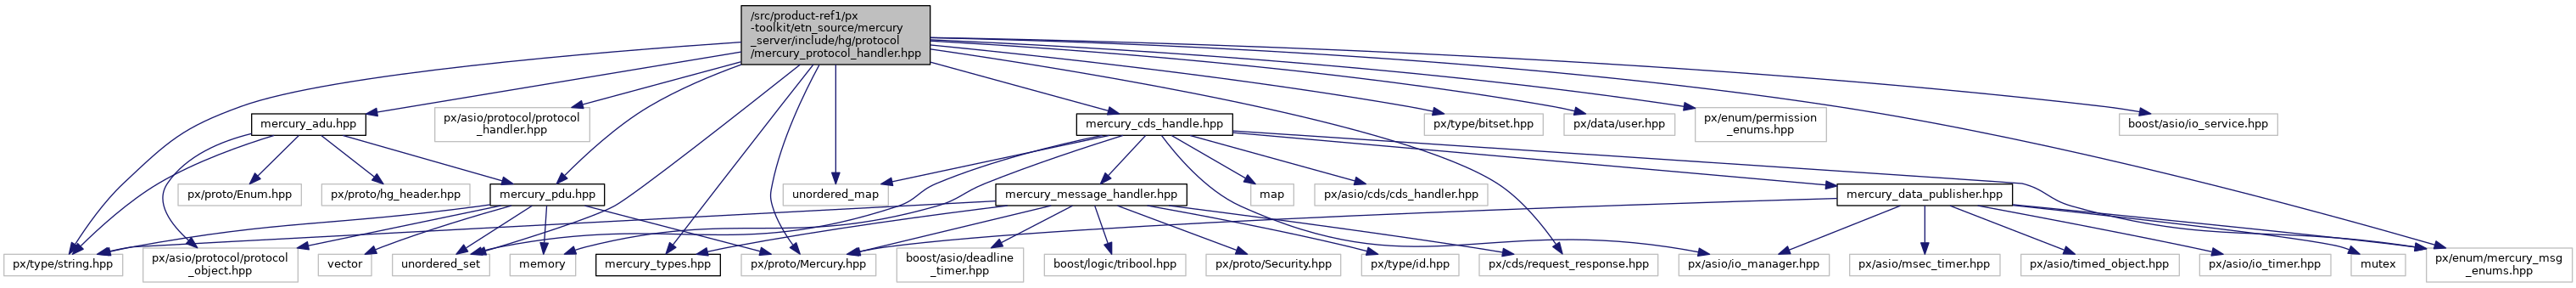 /src/product-ref1/px
-toolkit/etn_source/mercury
_server/include/hg/protocol
/mercury_protocol_handler.hpp
mercury_adu.hpp
px/asio/protocol/protocol
_handler.hpp
mercury_cds_handle.hpp
px/type/bitset.hpp
px/data/user.hpp
px/enum/permission
_enums.hpp
boost/asio/io_service.hpp
px/proto/Enum.hpp
px/proto/hg_header.hpp
mercury_pdu.hpp
unordered_map
mercury_message_handler.hpp
map
px/asio/cds/cds_handler.hpp
mercury_data_publisher.hpp
px/type/string.hpp
px/asio/protocol/protocol
_object.hpp
vector
unordered_set
memory
mercury_types.hpp
px/proto/Mercury.hpp
boost/asio/deadline
_timer.hpp
boost/logic/tribool.hpp
px/proto/Security.hpp
px/type/id.hpp
px/cds/request_response.hpp
px/asio/io_manager.hpp
px/asio/msec_timer.hpp
px/asio/timed_object.hpp
px/asio/io_timer.hpp
mutex
px/enum/mercury_msg
_enums.hpp